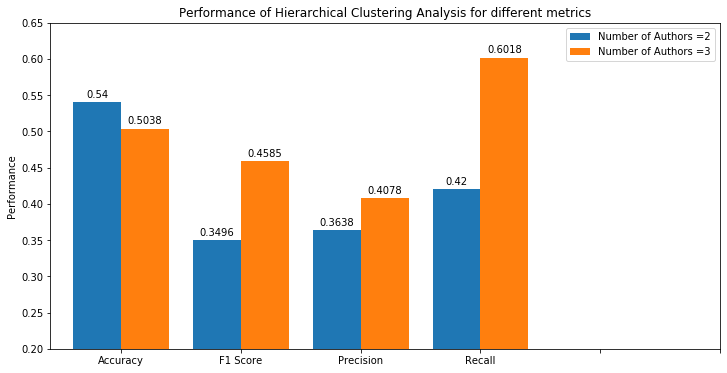 Performance of Hierarchical Clustering Analysis for different metrics
Number of Authors =2
Number of Authors =3
Performance
0.65
0.60
0.55
0.50
0.45
0.40
0.35
0.30
0.25
0.20
0.54
0.5038
0.3496
0.4585
0.3638
0.4078
0.42
0.6018
Accuracy
F1 Score
Precision
Recall